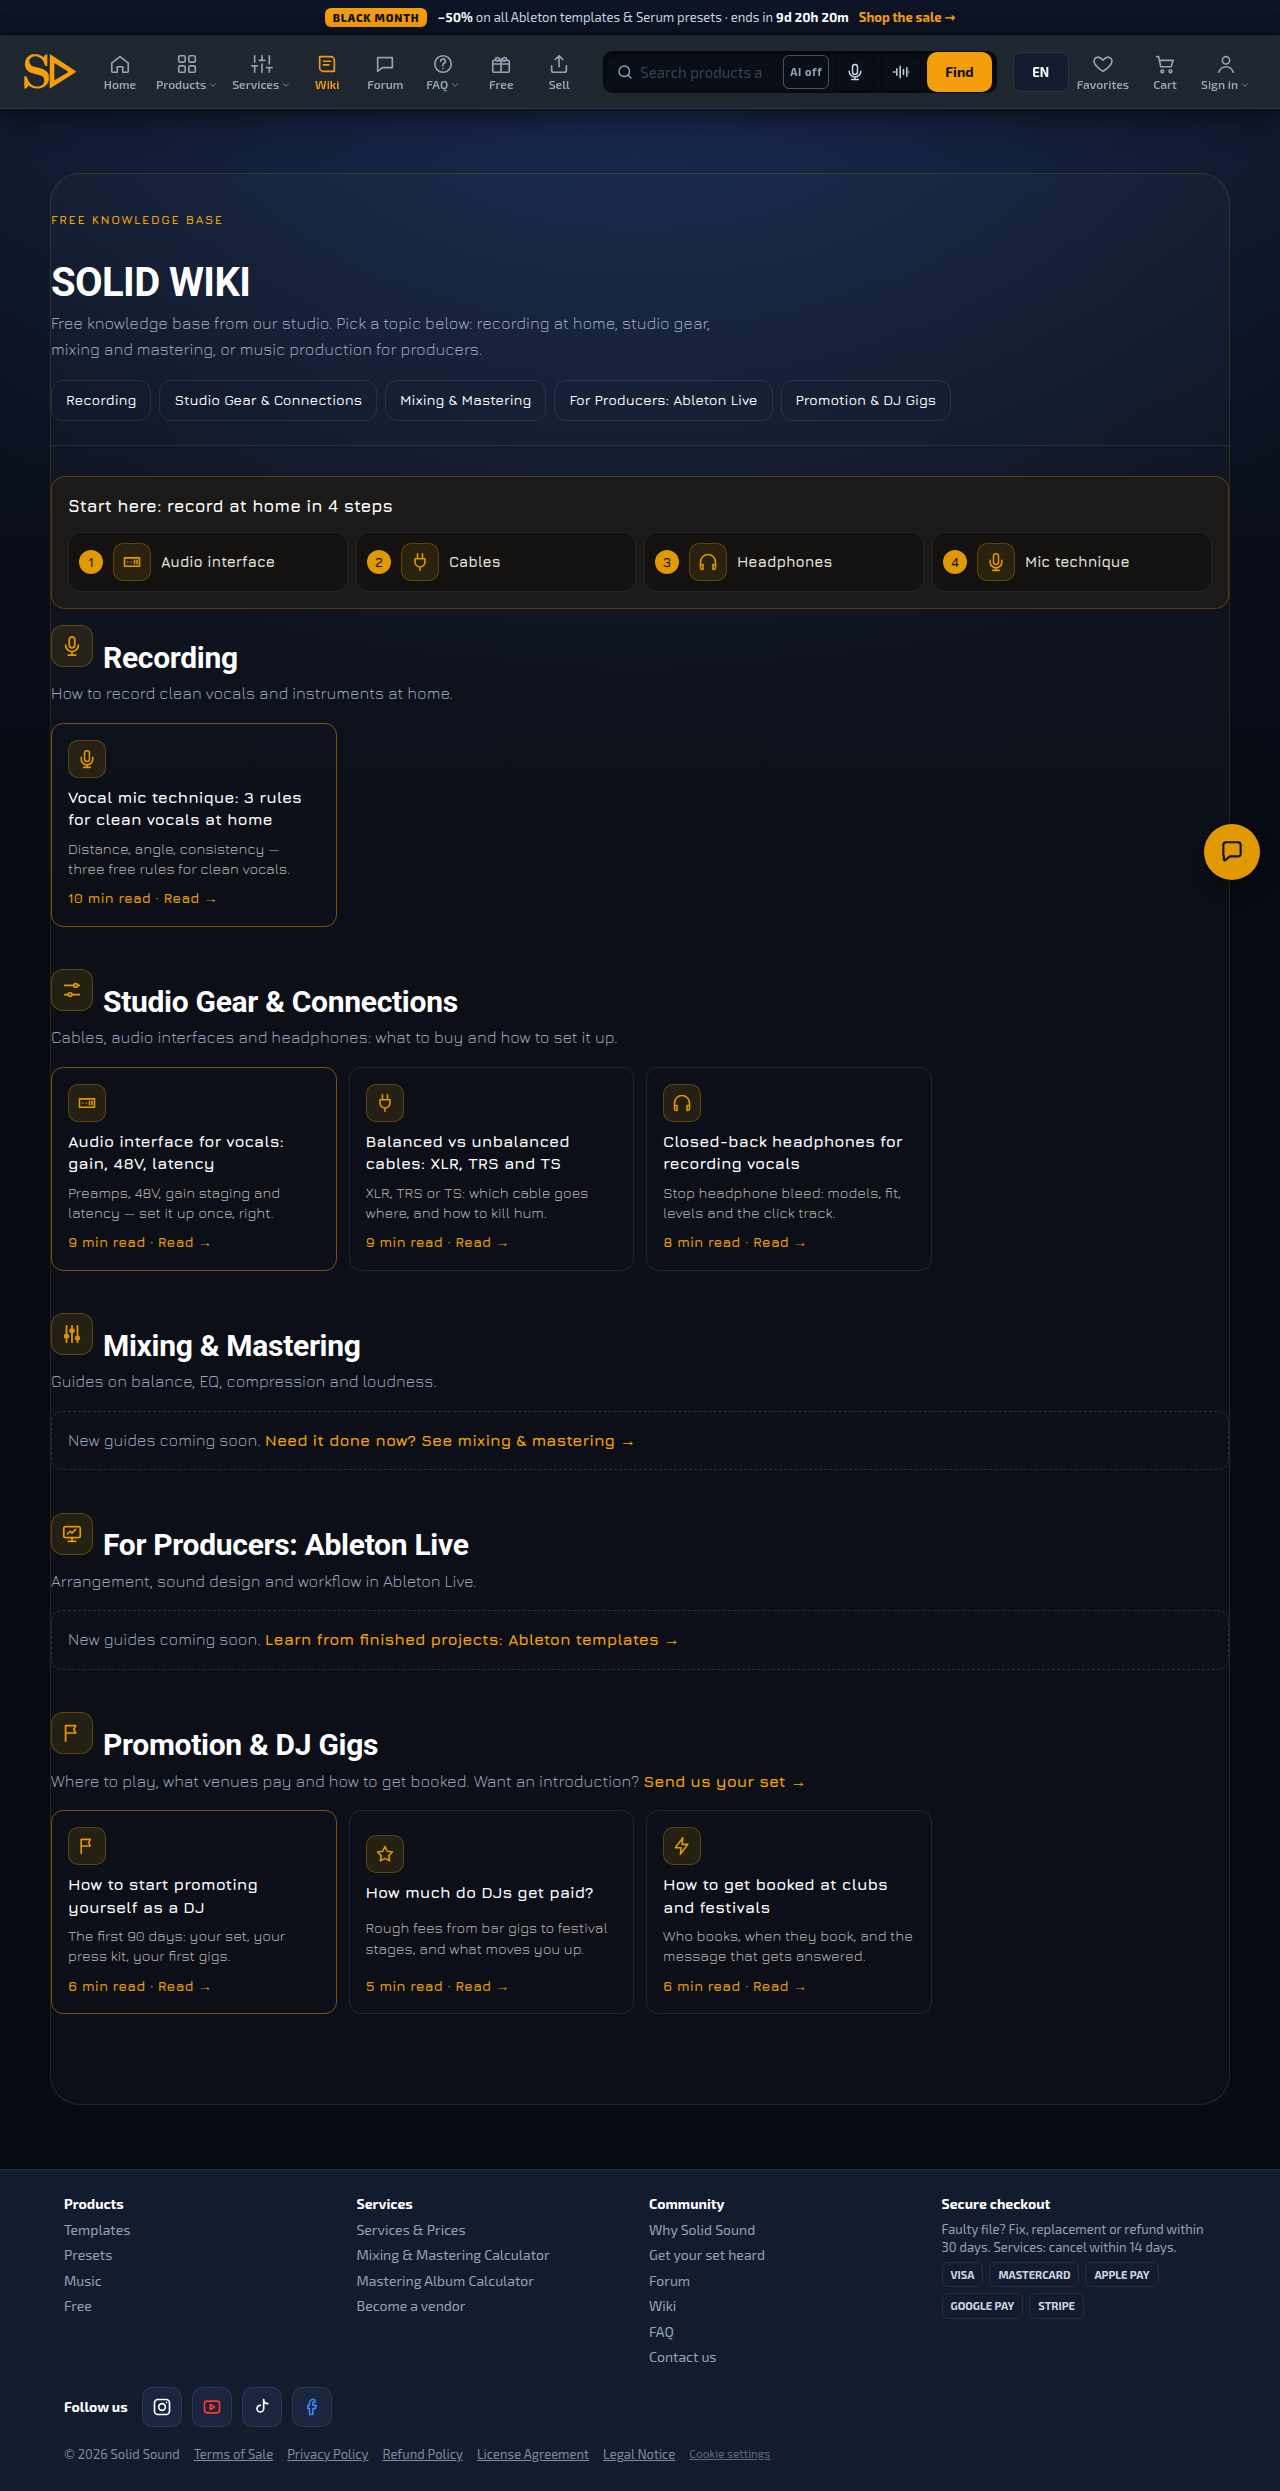 BLACK MONTH −50% on all Ableton templates & Serum presets · ends in 9d 20h 20m Shop the sale →
Home Products Services Wiki Forum FAQ Free Sell Search products a AI off Find EN Favorites Cart Sign in
FREE KNOWLEDGE BASE
SOLID WIKI
Free knowledge base from our studio. Pick a topic below: recording at home, studio gear,
mixing and mastering, or music production for producers.
Recording Studio Gear & Connections Mixing & Mastering For Producers: Ableton Live Promotion & DJ Gigs
Start here: record at home in 4 steps
1 Audio interface 2 Cables 3 Headphones 4 Mic technique
Recording
How to record clean vocals and instruments at home.
Vocal mic technique: 3 rules
for clean vocals at home
Distance, angle, consistency —
three free rules for clean vocals.
10 min read · Read →
Studio Gear & Connections
Cables, audio interfaces and headphones: what to buy and how to set it up.
Audio interface for vocals:
gain, 48V, latency
Preamps, 48V, gain staging and
latency — set it up once, right.
9 min read · Read →
Balanced vs unbalanced
cables: XLR, TRS and TS
XLR, TRS or TS: which cable goes
where, and how to kill hum.
9 min read · Read →
Closed-back headphones for
recording vocals
Stop headphone bleed: models, fit,
levels and the click track.
8 min read · Read →
Mixing & Mastering
Guides on balance, EQ, compression and loudness.
New guides coming soon. Need it done now? See mixing & mastering →
For Producers: Ableton Live
Arrangement, sound design and workflow in Ableton Live.
New guides coming soon. Learn from finished projects: Ableton templates →
Promotion & DJ Gigs
Where to play, what venues pay and how to get booked. Want an introduction? Send us your set →
How to start promoting
yourself as a DJ
The first 90 days: your set, your
press kit, your first gigs.
6 min read · Read →
How much do DJs get paid?
Rough fees from bar gigs to festival
stages, and what moves you up.
5 min read · Read →
How to get booked at clubs
and festivals
Who books, when they book, and the
message that gets answered.
6 min read · Read →
Products
Templates
Presets
Music
Free
Services
Services & Prices
Mixing & Mastering Calculator
Mastering Album Calculator
Become a vendor
Community
Why Solid Sound
Get your set heard
Forum
Wiki
FAQ
Contact us
Secure checkout
Faulty file? Fix, replacement or refund within
30 days. Services: cancel within 14 days.
VISA MASTERCARD APPLE PAY
GOOGLE PAY STRIPE
Follow us
© 2026 Solid Sound Terms of Sale Privacy Policy Refund Policy License Agreement Legal Notice Cookie settings